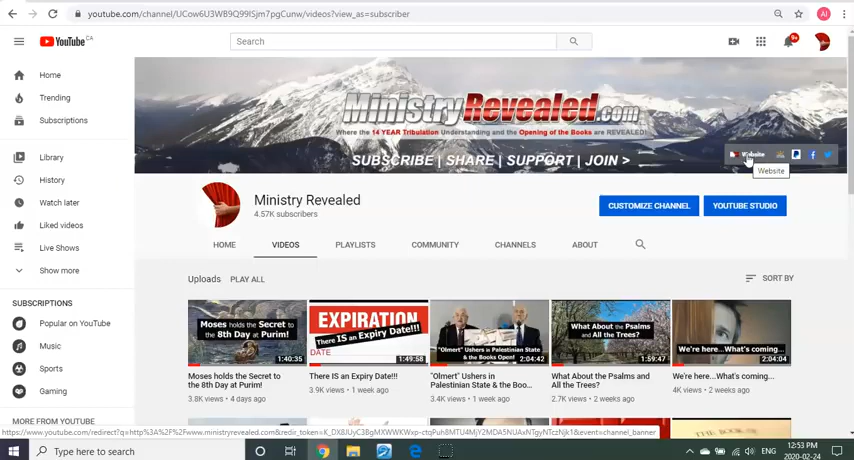 youtube.com/channel/UCow6U3WB9Q99ISjm7pgCunw/videos?view_as=subscriber
AI
YouTube CA
Search
9+
Home
Trending
Subscriptions
Library
History
Watch later
Liked videos
Live Shows
Show more
SUBSCRIPTIONS
Popular on YouTube
Music
Sports
Gaming
MORE FROM YOUTUBE
MinistryRevealed.com
Where the 14 YEAR Tribulation Understanding and the Opening of the Books are REVEALED!
SUBSCRIBE | SHARE | SUPPORT | JOIN >
Website
Website
Ministry Revealed
4.57K subscribers
CUSTOMIZE CHANNEL
YOUTUBE STUDIO
HOME
VIDEOS
PLAYLISTS
COMMUNITY
CHANNELS
ABOUT
Uploads
PLAY ALL
SORT BY
Moses holds the Secret to
the 8th Day at Purim!
1:40:35
EXPIRATION
There IS an Expiry Date!!!
DATE
1:49:58
"Olmert" Ushers in
Palestinian State &
the Books Open!
2:04:42
What About the Psalms
and All the Trees?
1:59:47
We're here...What's coming...
2:04:04
Moses holds the Secret to
the 8th Day at Purim!
3.8K views • 4 days ago
There IS an Expiry Date!!!
3.9K views • 1 week ago
"Olmert" Ushers in
Palestinian State & the Boo...
3.4K views • 1 week ago
What About the Psalms and
All the Trees?
2.7K views • 2 weeks ago
We're here...What's coming...
4K views • 2 weeks ago
THE BOOK OF
Type here to search
ENG
12:53 PM
2020-02-24